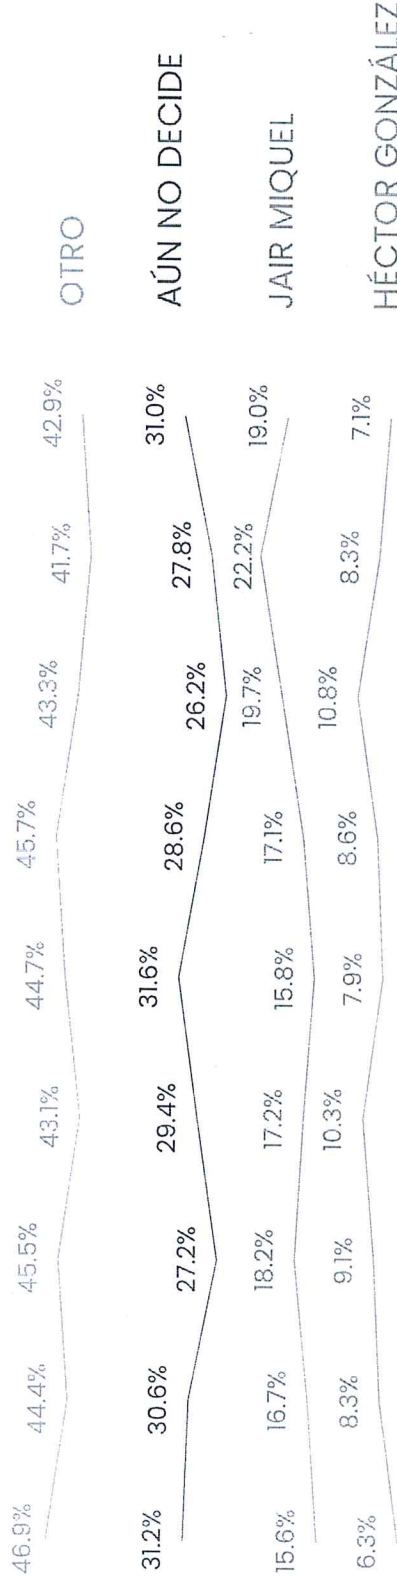 46.9% 44.4% 45.5% 43.1% 44.7% 45.7% 43.3% 41.7% 42.9% OTRO
31.2% 30.6% 27.2% 29.4% 31.6% 28.6% 26.2% 27.8% 31.0% AÚN NO DECIDE
15.6% 16.7% 18.2% 17.2% 15.8% 17.1% 19.7% 22.2% 19.0% JAIR MIQUEL
6.3% 8.3% 9.1% 10.3% 7.9% 8.6% 10.8% 8.3% 7.1% HÉCTOR GONZÁLEZ